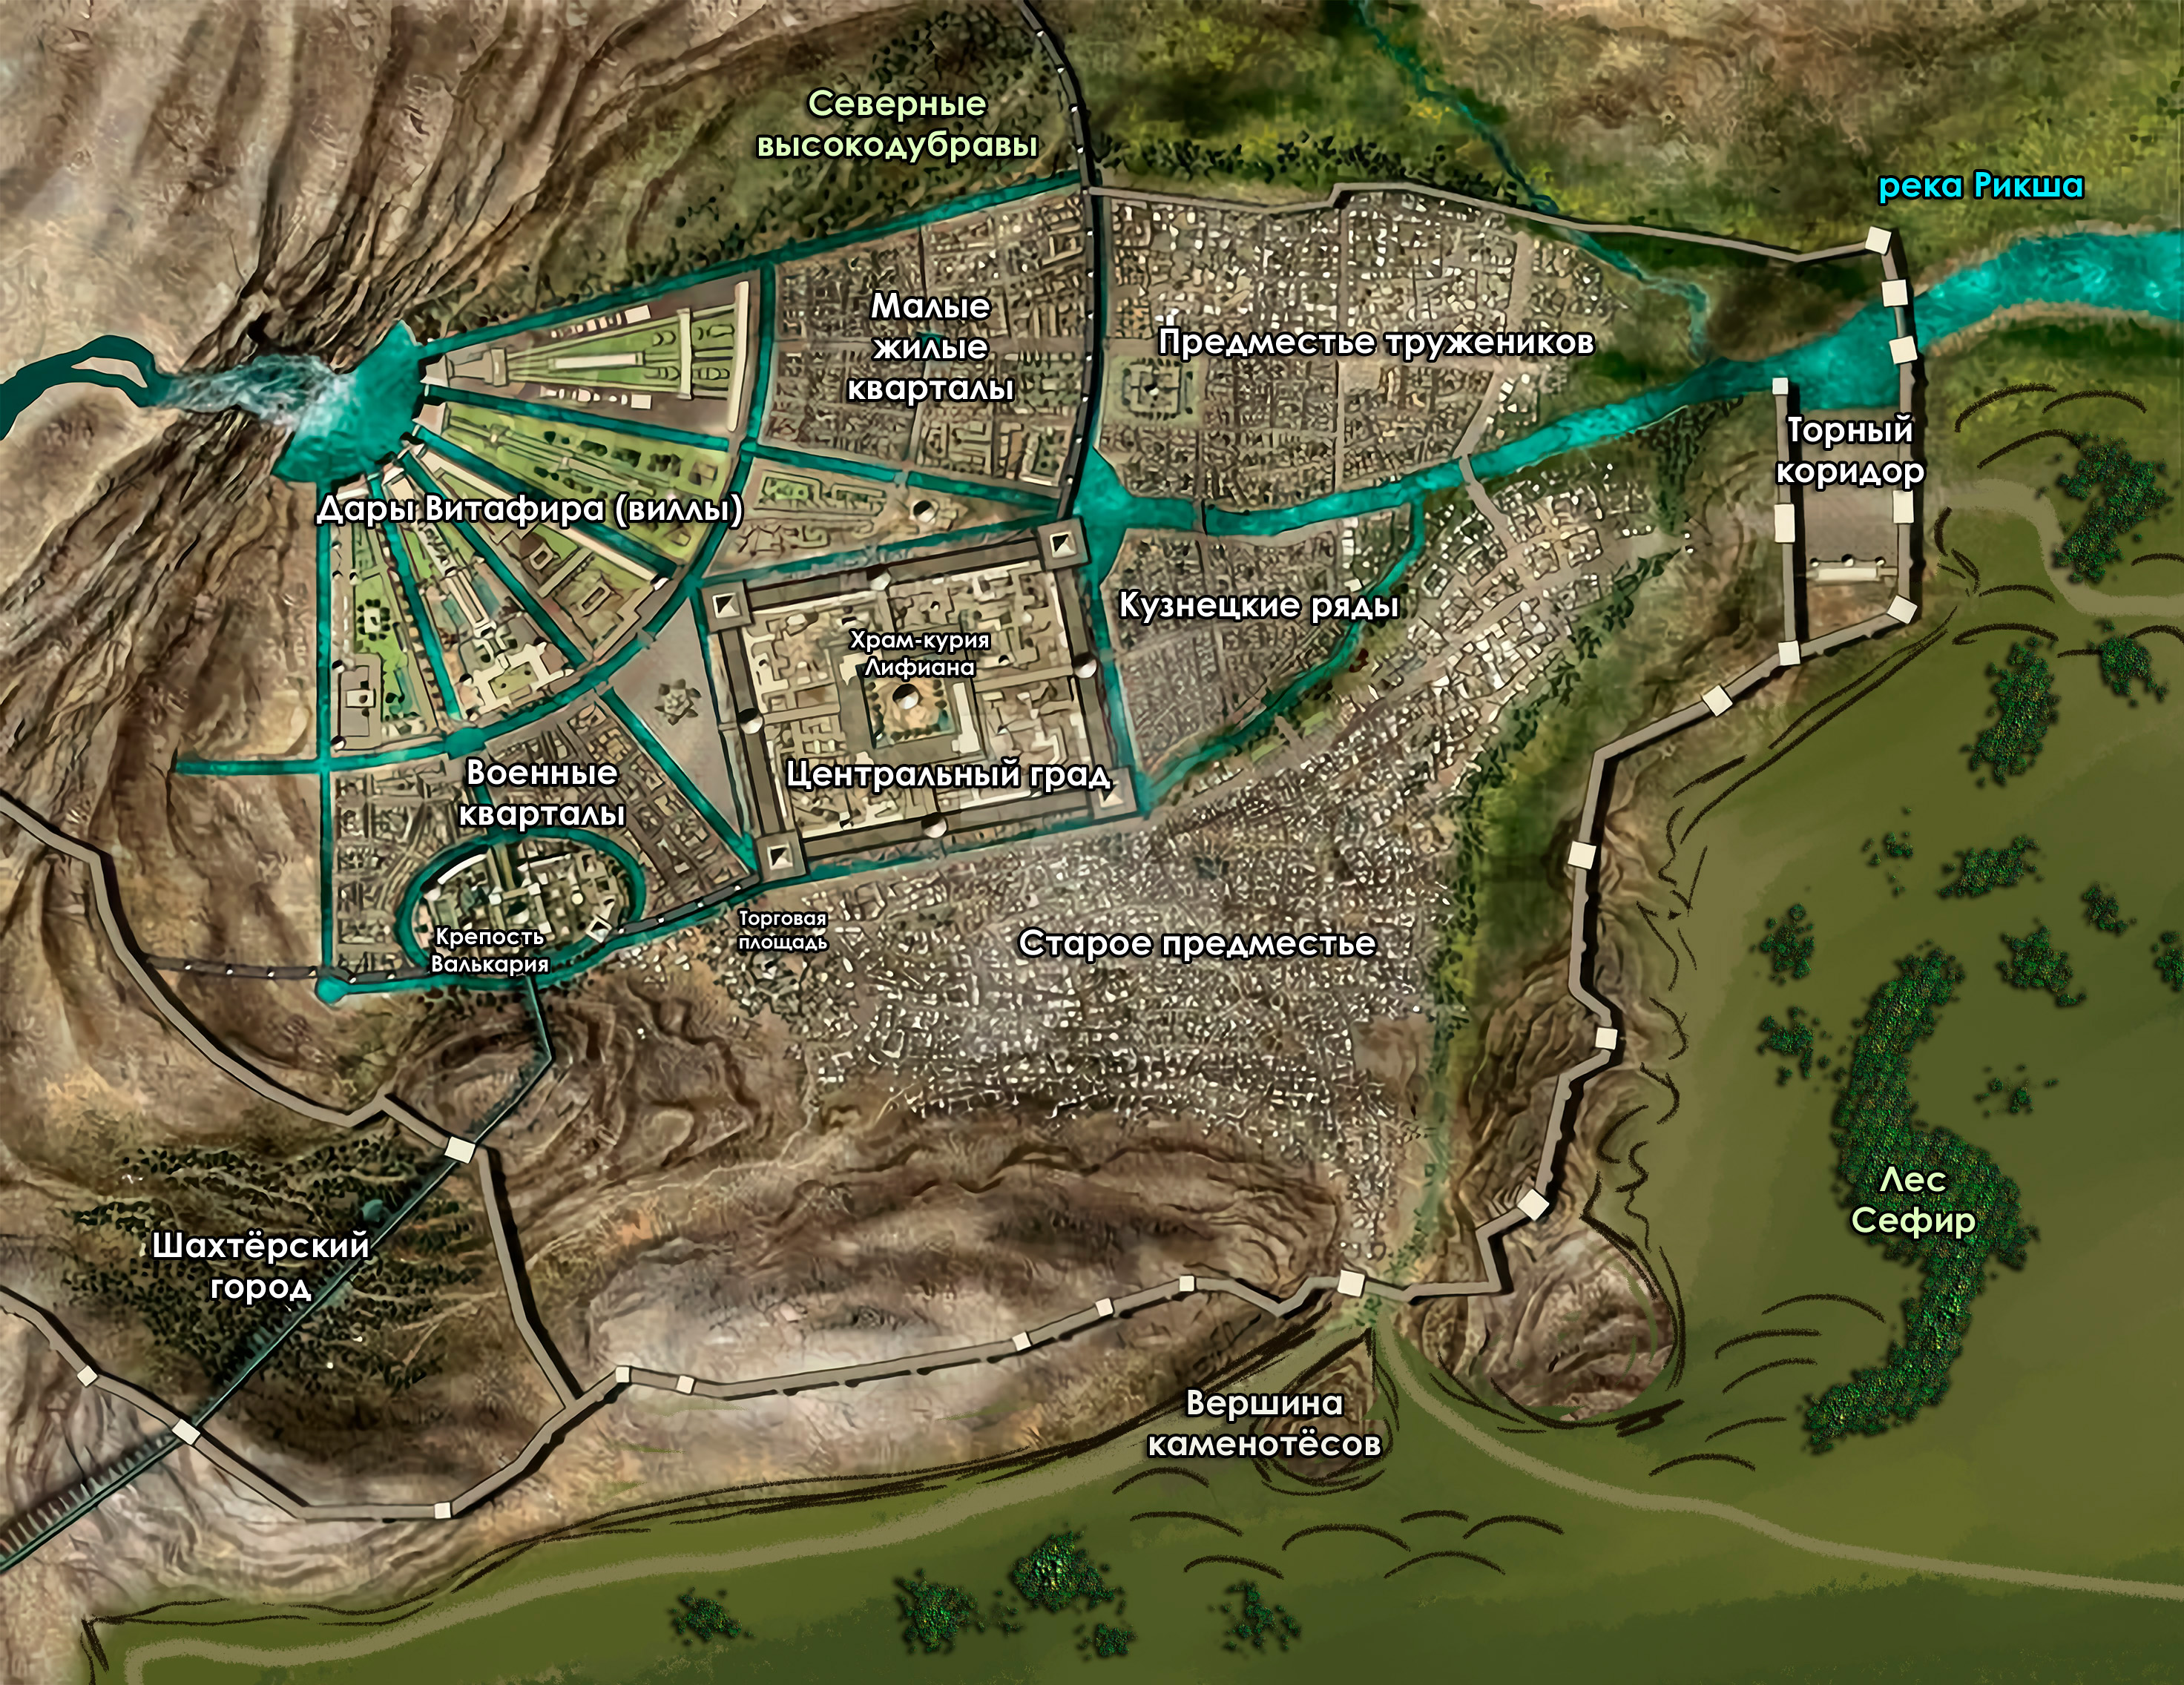 Северные
высокодубравы
река Рикша
Малые
жилые
кварталы
Предместье тружеников
Торный
коридор
Дары Витафира (виллы)
Кузнецкие ряды
Храм-курия
Лифиана
Центральный град
Военные
кварталы
Крепость
Валькария
Торговая
площадь
Старое предместье
Лес
Сефир
Шахтёрский
город
Вершина
каменотёсов